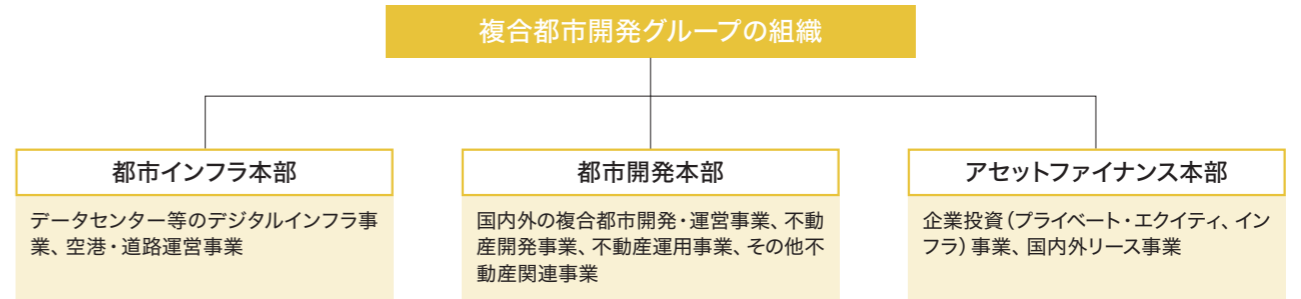 複合都市開発グループの組織
都市インフラ本部
データセンター等のデジタルインフラ事
業、空港・道路運営事業
都市開発本部
国内外の複合都市開発・運営事業、不動
産開発事業、不動産運用事業、その他不
動産関連事業
アセットファイナンス本部
企業投資（プライベート・エクイティ、イン
フラ）事業、国内外リース事業